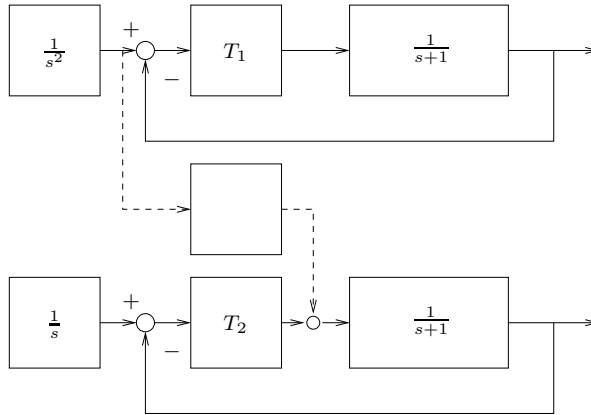 1/s² + − T₁ 1/(s+1)
1/s + − T₂ 1/(s+1)